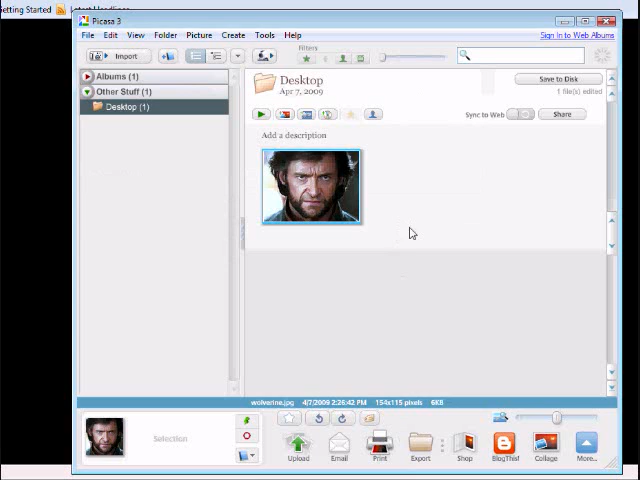 Getting Started Latest Headlines
Picasa 3
File Edit View Folder Picture Create Tools Help
Sign In to Web Albums
Import
Filters
Albums (1)
Other Stuff (1)
Desktop (1)
Desktop
Apr 7, 2009
Save to Disk
1 file(s) edited
Sync to Web
Share
Add a description
wolverine.jpg 4/7/2009 2:26:42 PM 154x115 pixels 6KB
Selection
Upload Email Print Export Shop BlogThis! Collage More...